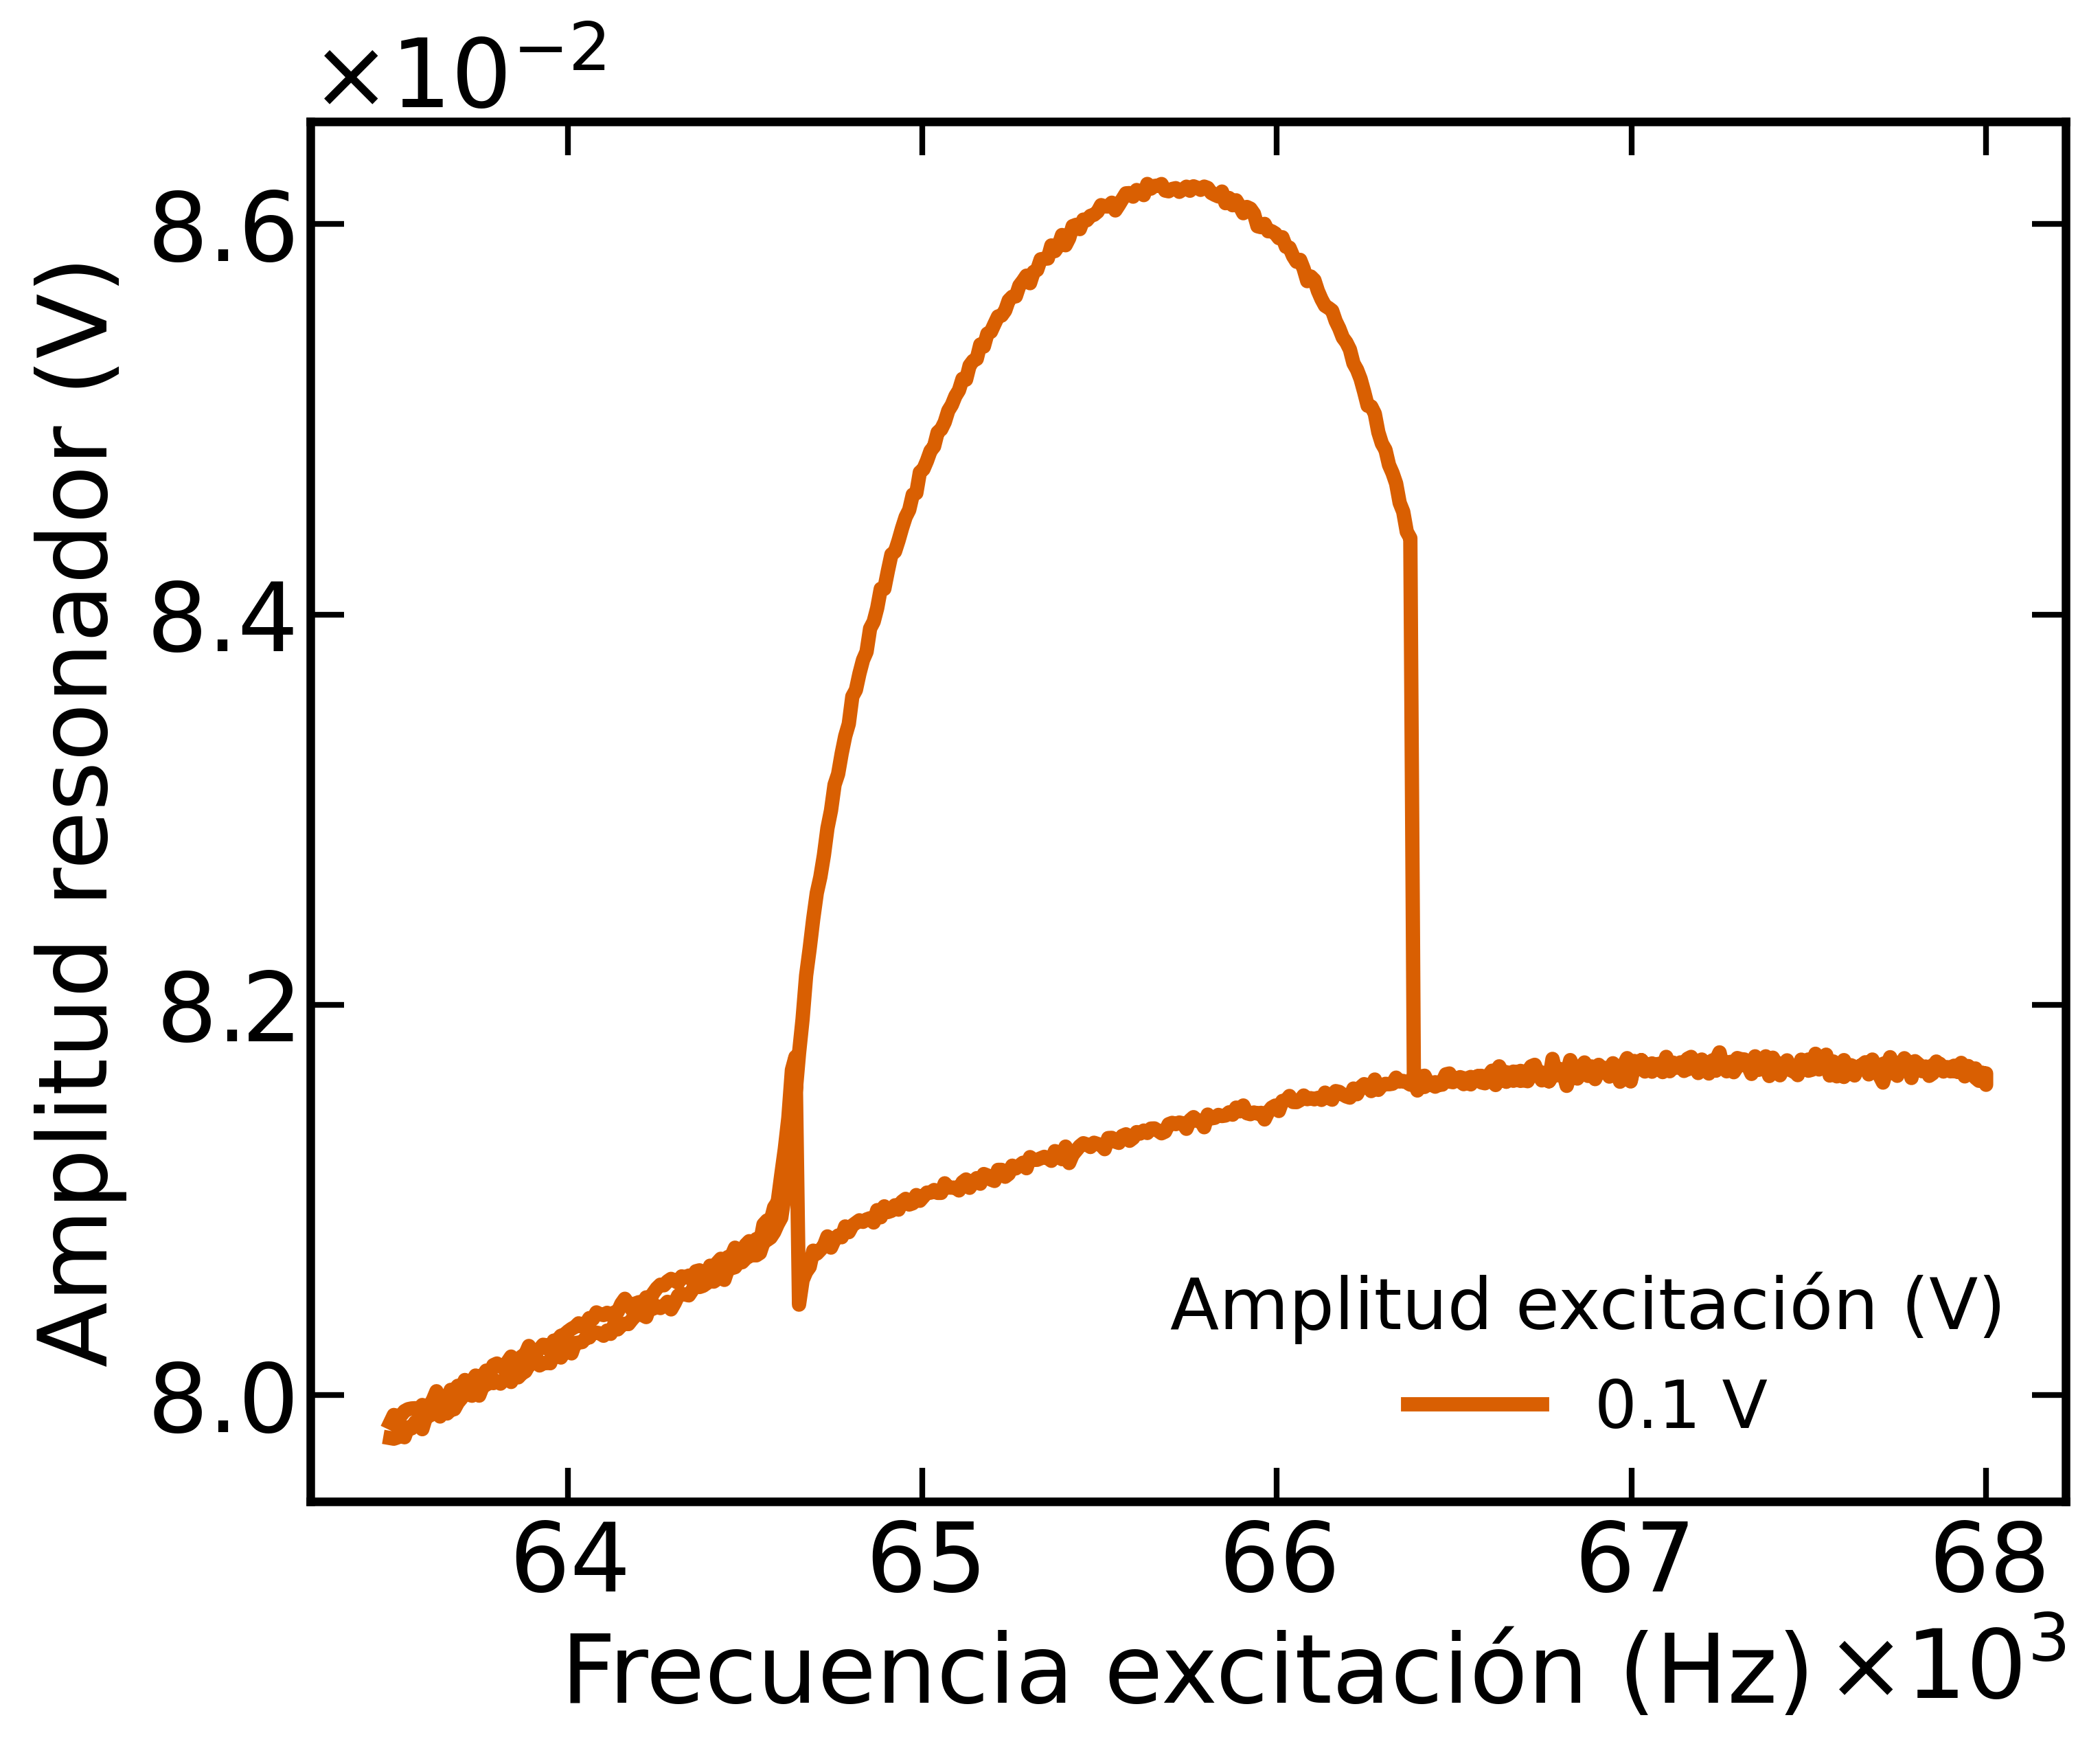 ×10⁻²
Amplitud resonador (V)
8.6
8.4
8.2
8.0
Amplitud excitación (V)
0.1 V
64 65 66 67 68
Frecuencia excitación (Hz) ×10³